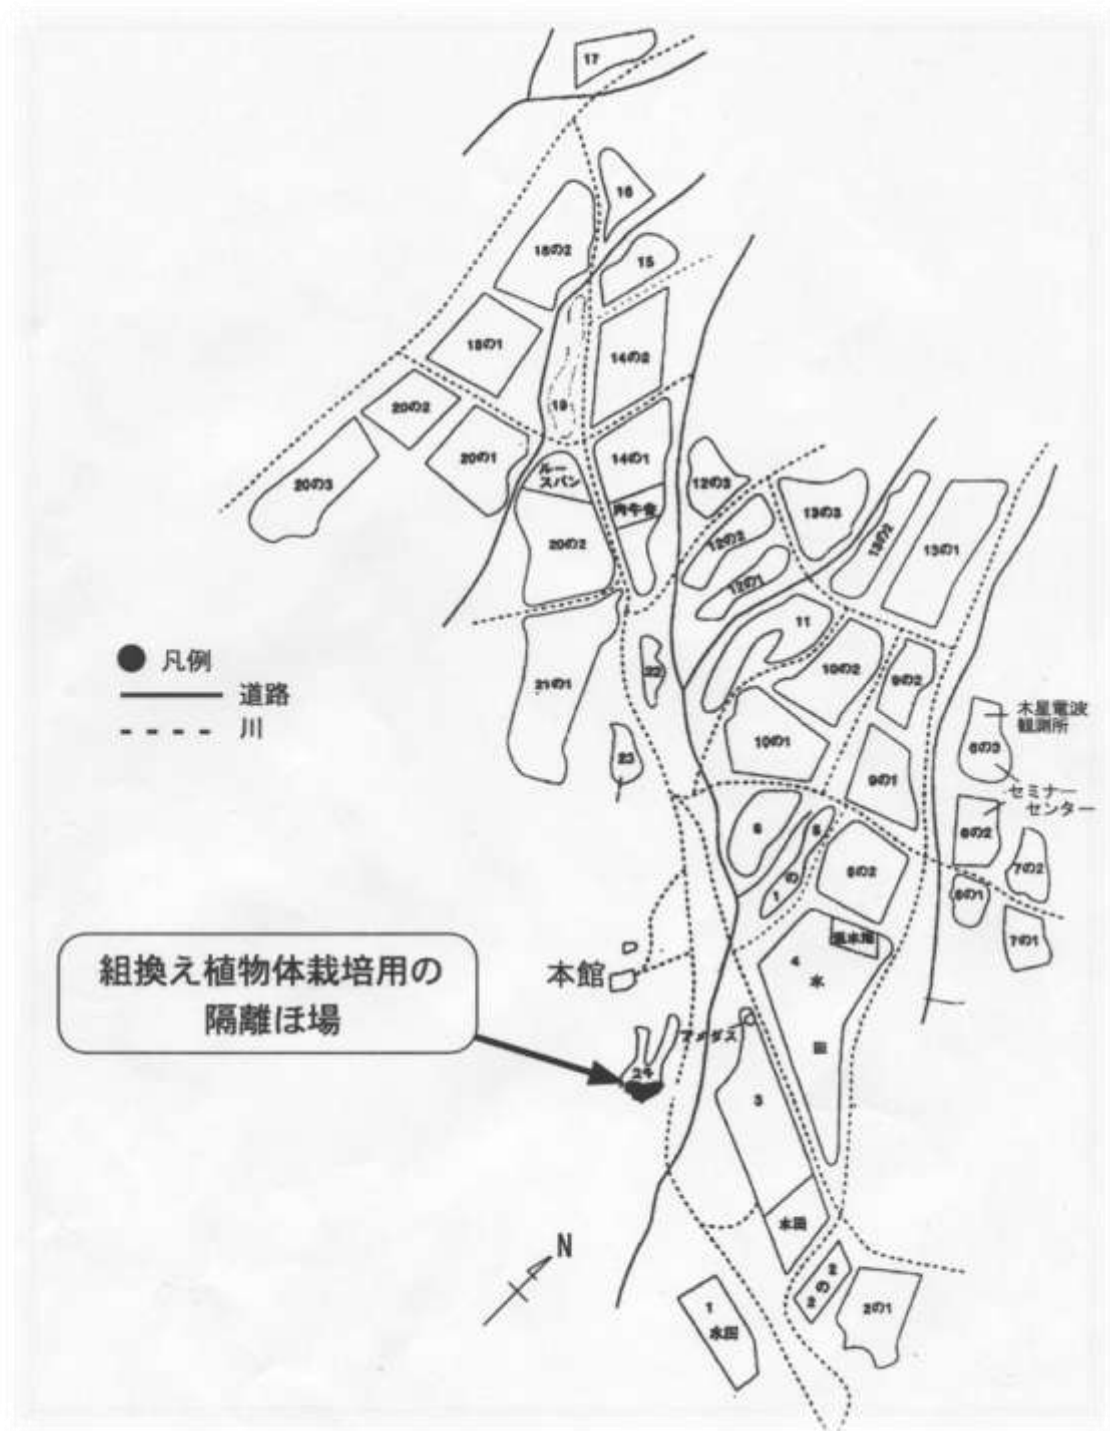 17
16
18の2
15
18の1
14の2
19
20の2
20の1
14の1
20の3
ルー
スパン
肉牛舎
12の3
13の3
13の2
13の1
20の2
12の2
12の1
11
22
10の2
9の2
21の1
凡例
道路
川
木星電波
観測所
6の3
23
10の1
9の1
セミナー
センター
6
5
の
1
5の2
6の2
7の2
6の1
7の1
組換え植物体栽培用の
隔離ほ場
本館
4
水
田
アメダス
24
3
水田
N
2
の
2
2の1
1
水田